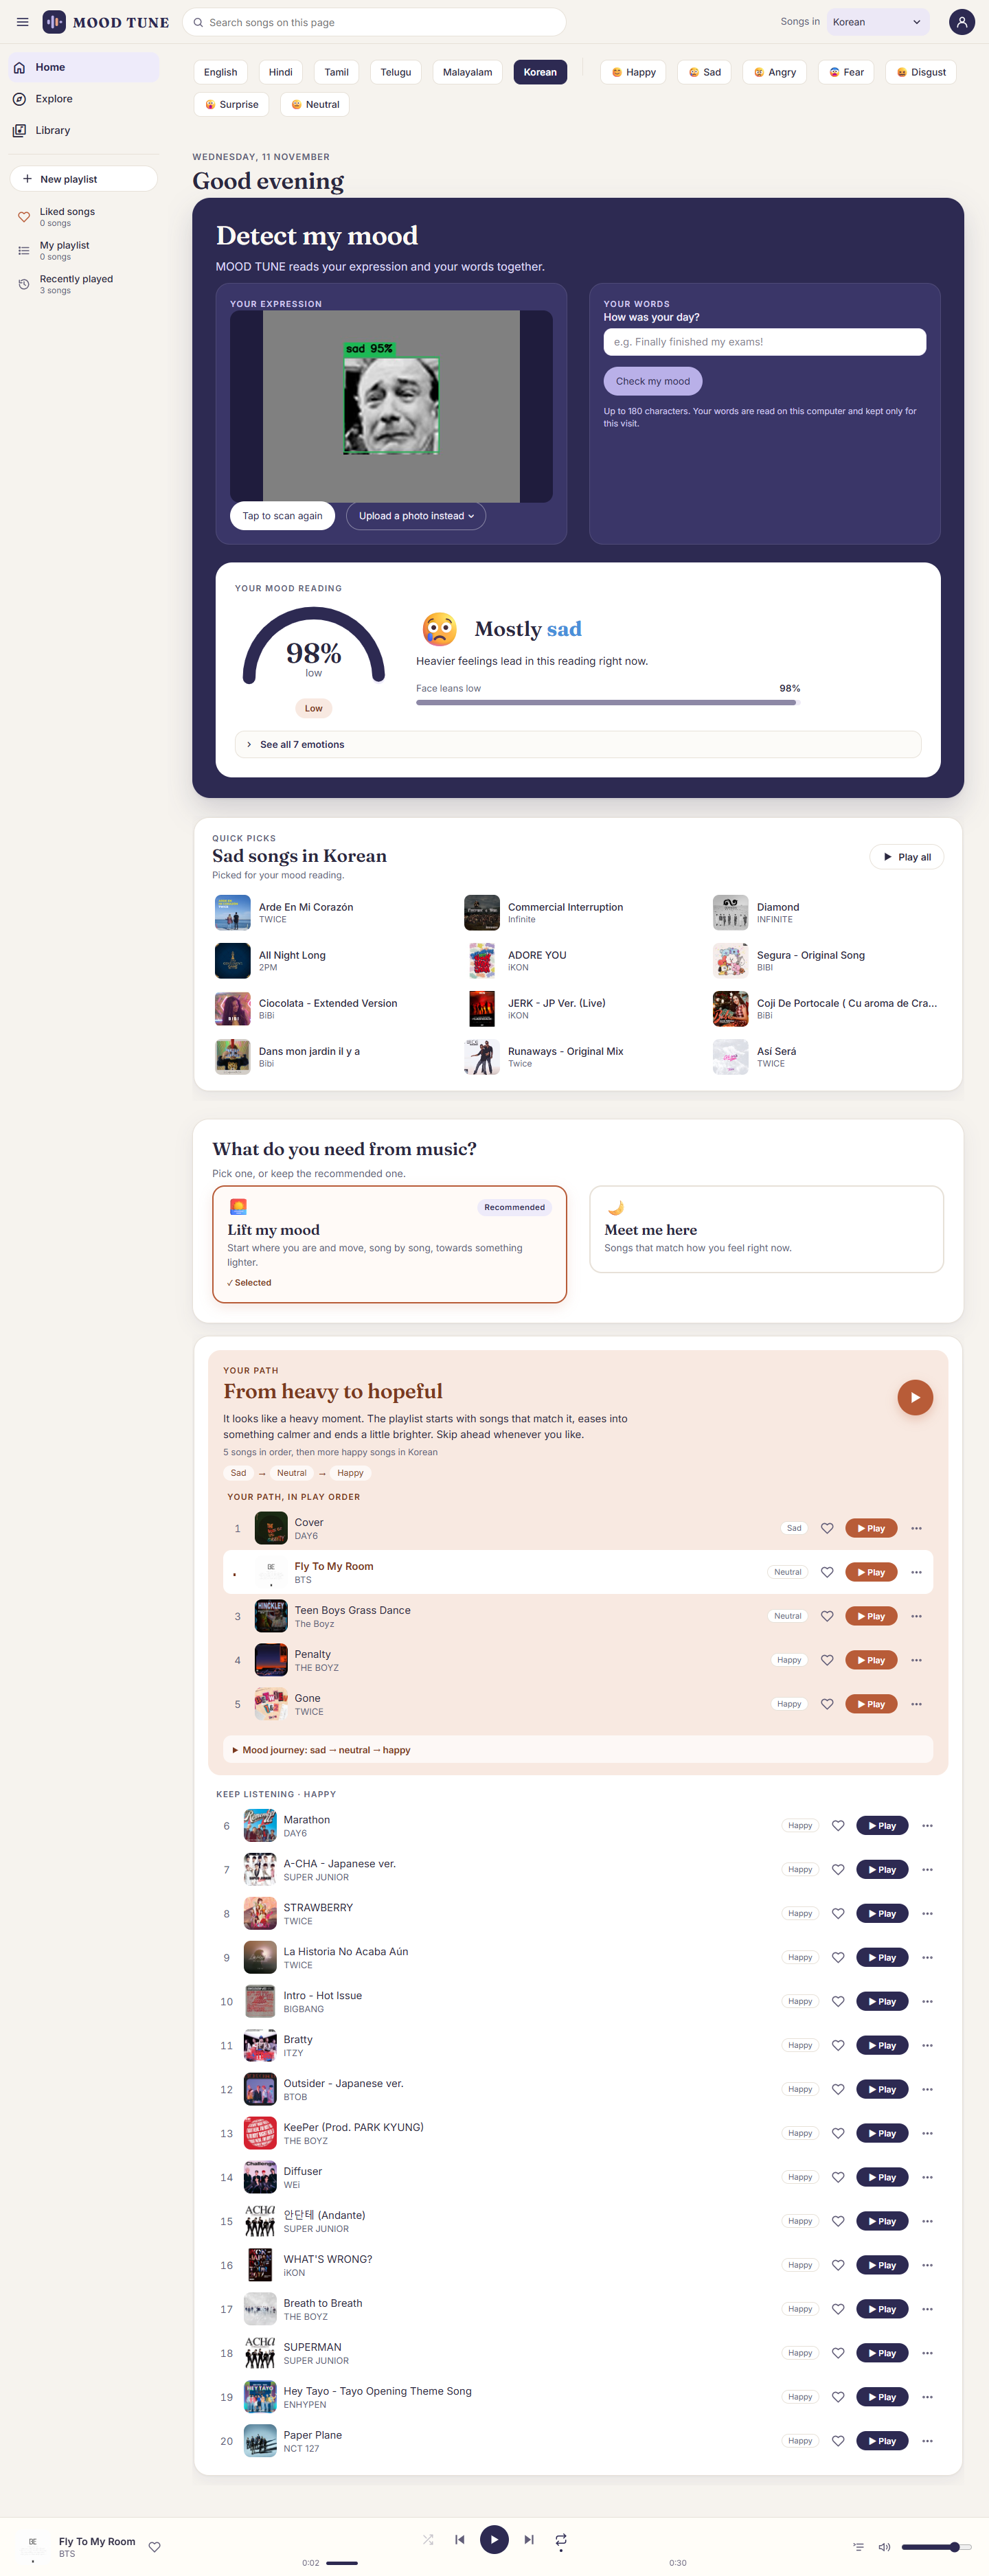 MOOD TUNE
Search songs on this page
Songs in
Korean
Home
Explore
Library
New playlist
Liked songs
0 songs
My playlist
0 songs
Recently played
3 songs
English
Hindi
Tamil
Telugu
Malayalam
Korean
Happy
Sad
Angry
Fear
Disgust
Surprise
Neutral
WEDNESDAY, 11 NOVEMBER
Good evening
Detect my mood
MOOD TUNE reads your expression and your words together.
YOUR EXPRESSION
sad 95%
Tap to scan again
Upload a photo instead
YOUR WORDS
How was your day?
e.g. Finally finished my exams!
Check my mood
Up to 180 characters. Your words are read on this computer and kept only for
this visit.
YOUR MOOD READING
98%
low
Low
Mostly sad
Heavier feelings lead in this reading right now.
Face leans low
98%
See all 7 emotions
QUICK PICKS
Sad songs in Korean
Picked for your mood reading.
Play all
Arde En Mi Corazón
TWICE
Commercial Interruption
Infinite
Diamond
INFINITE
All Night Long
2PM
ADORE YOU
iKON
Segura - Original Song
BIBI
Ciocolata - Extended Version
BiBi
JERK - JP Ver. (Live)
iKON
Coji De Portocale ( Cu aroma de Cra...
BiBi
Dans mon jardin il y a
Bibi
Runaways - Original Mix
Twice
Así Será
TWICE
What do you need from music?
Pick one, or keep the recommended one.
Recommended
Lift my mood
Start where you are and move, song by song, towards something
lighter.
✓ Selected
Meet me here
Songs that match how you feel right now.
YOUR PATH
From heavy to hopeful
It looks like a heavy moment. The playlist starts with songs that match it, eases into
something calmer and ends a little brighter. Skip ahead whenever you like.
5 songs in order, then more happy songs in Korean
Sad → Neutral → Happy
YOUR PATH, IN PLAY ORDER
1
Cover
DAY6
Sad
Play
Fly To My Room
BTS
Neutral
Play
3
Teen Boys Grass Dance
The Boyz
Neutral
Play
4
Penalty
THE BOYZ
Happy
Play
5
Gone
TWICE
Happy
Play
Mood journey: sad → neutral → happy
KEEP LISTENING · HAPPY
6
Marathon
DAY6
Happy
Play
7
A-CHA - Japanese ver.
SUPER JUNIOR
Happy
Play
8
STRAWBERRY
TWICE
Happy
Play
9
La Historia No Acaba Aún
TWICE
Happy
Play
10
Intro - Hot Issue
BIGBANG
Happy
Play
11
Bratty
ITZY
Happy
Play
12
Outsider - Japanese ver.
BTOB
Happy
Play
13
KeePer (Prod. PARK KYUNG)
THE BOYZ
Happy
Play
14
Diffuser
WEi
Happy
Play
15
안단테 (Andante)
SUPER JUNIOR
Happy
Play
16
WHAT'S WRONG?
iKON
Happy
Play
17
Breath to Breath
THE BOYZ
Happy
Play
18
SUPERMAN
SUPER JUNIOR
Happy
Play
19
Hey Tayo - Tayo Opening Theme Song
ENHYPEN
Happy
Play
20
Paper Plane
NCT 127
Happy
Play
Fly To My Room
BTS
0:02
0:30